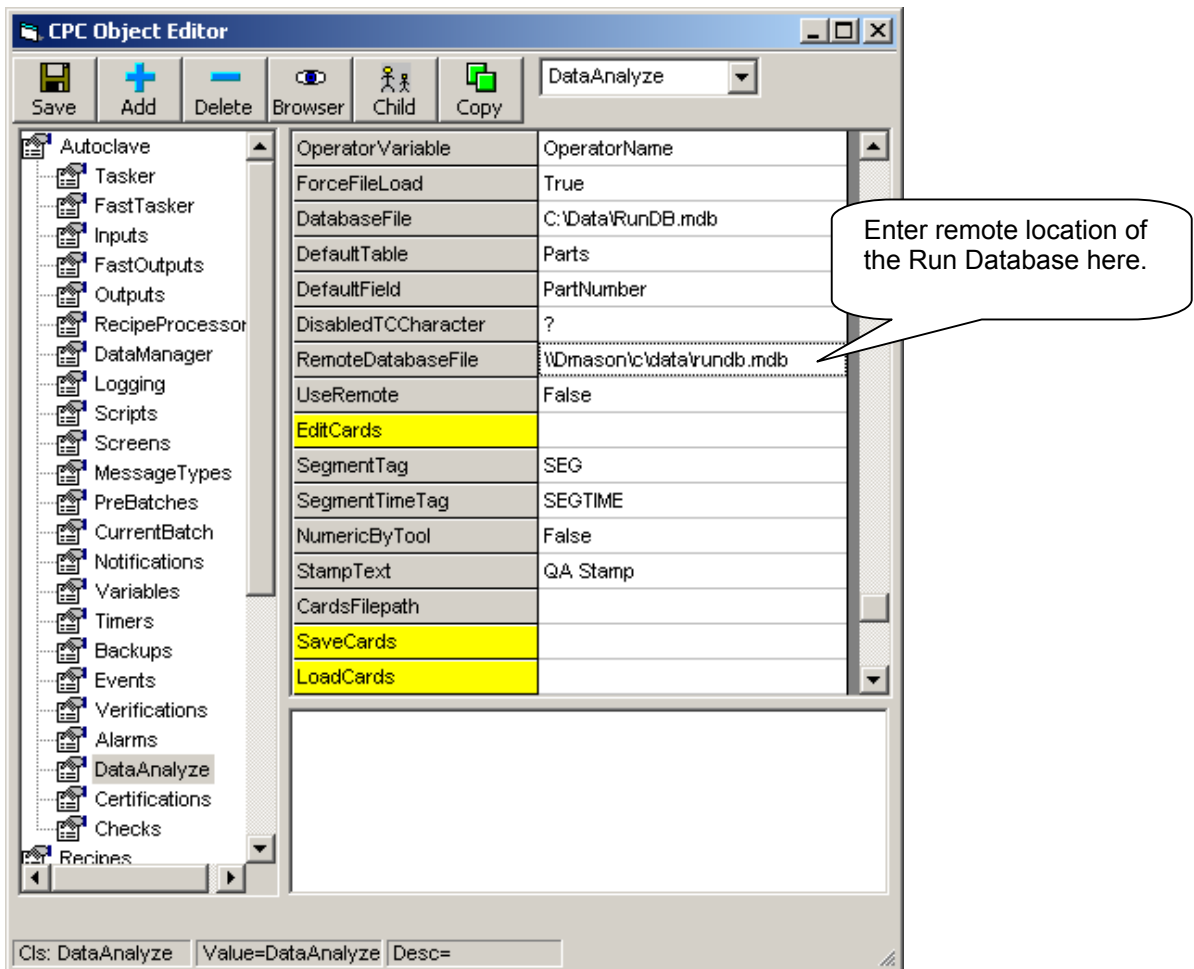 CPC Object Editor
Save Add Delete Browser Child Copy
DataAnalyze
Autoclave
Tasker
FastTasker
Inputs
FastOutputs
Outputs
RecipeProcessor
DataManager
Logging
Scripts
Screens
MessageTypes
PreBatches
CurrentBatch
Notifications
Variables
Timers
Backups
Events
Verifications
Alarms
DataAnalyze
Certifications
Checks
Recipes
OperatorVariable OperatorName
ForceFileLoad True
DatabaseFile C:\Data\RunDB.mdb
DefaultTable Parts
DefaultField PartNumber
DisabledTCCharacter ?
RemoteDatabaseFile \\Dmason\c\data\rundb.mdb
UseRemote False
EditCards
SegmentTag SEG
SegmentTimeTag SEGTIME
NumericByTool False
StampText QA Stamp
CardsFilepath
SaveCards
LoadCards
Enter remote location of
the Run Database here.
Cls: DataAnalyze Value=DataAnalyze Desc=